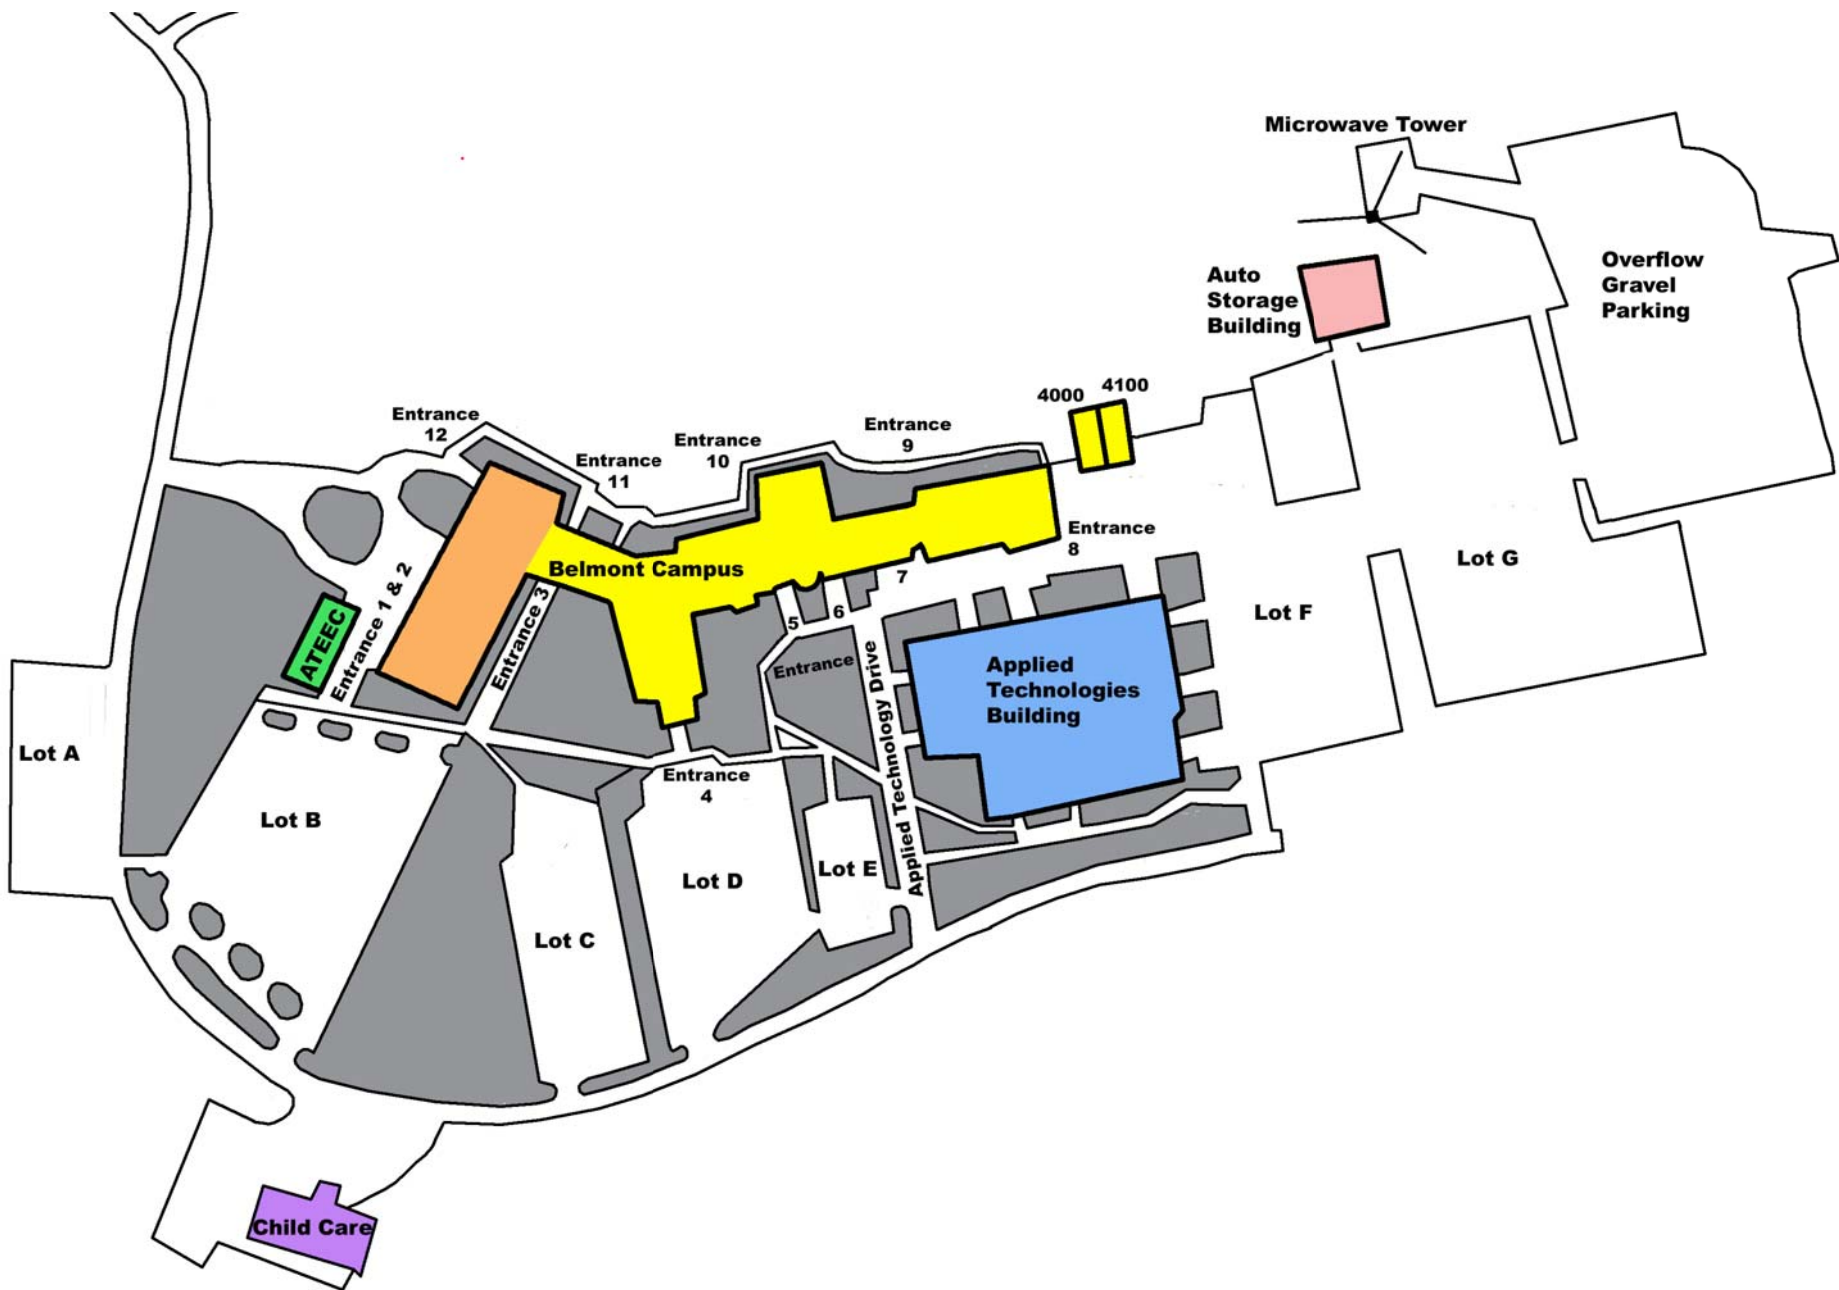 Microwave Tower
Overflow
Gravel
Parking
Auto
Storage
Building
4000
4100
Entrance
12
Entrance
11
Entrance
10
Entrance
9
Entrance
8
7
6
5
Entrance
Belmont Campus
Entrance 1 & 2
Entrance 3
ATEEC
Applied
Technologies
Building
Applied Technology Drive
Lot F
Lot G
Lot A
Lot B
Entrance
4
Lot D
Lot E
Lot C
Child Care